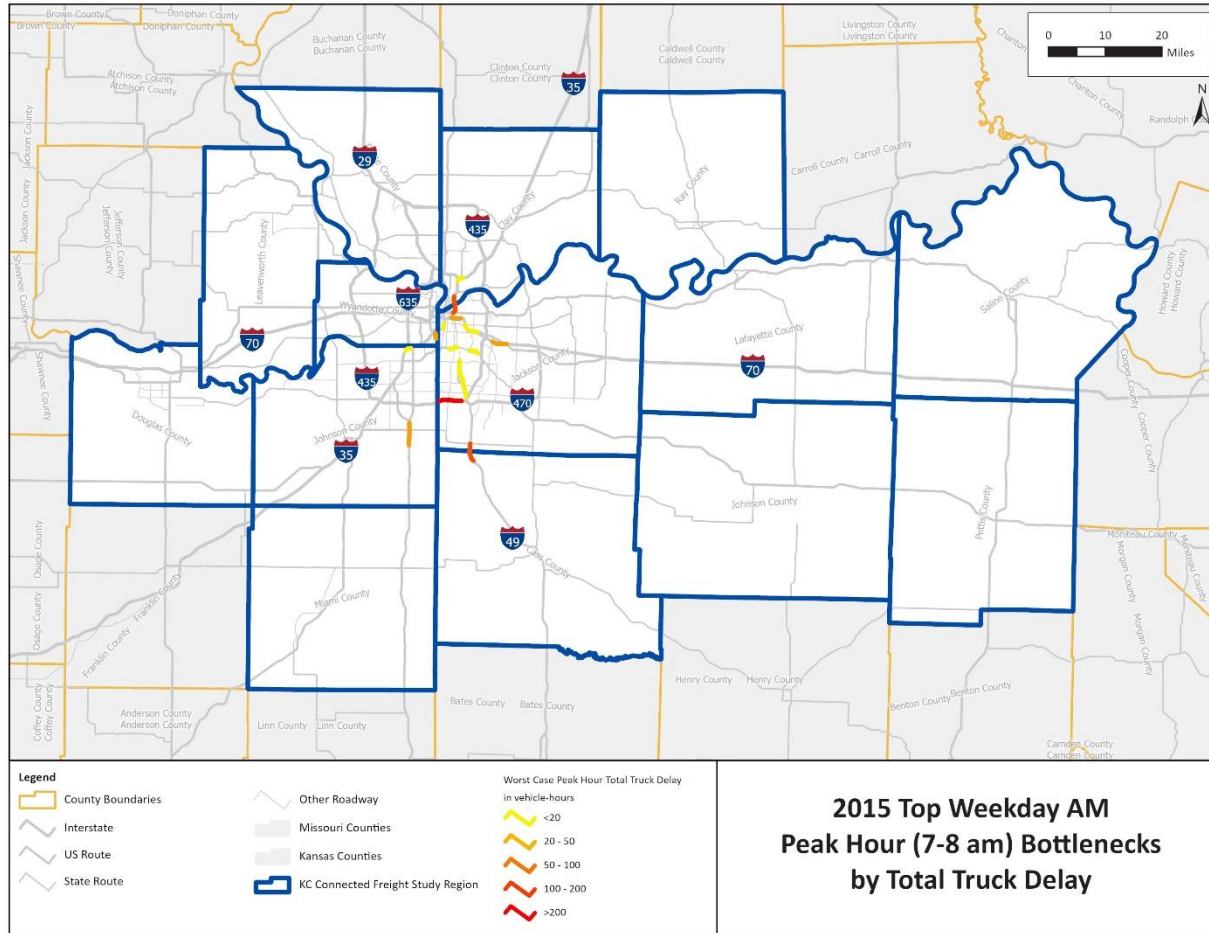 Brown County
Brown County
Doniphan County
Doniphan County
Buchanan County
Buchanan County
Caldwell County
Caldwell County
Livingston County
Livingston County
0 10 20
Miles
N
Atchison County
Atchison County
Clinton County
Clinton County
35
Randolph
Jackson County
Jackson County
Jefferson County
Jefferson County
29
Clay County
Ray County
Carroll County
Carroll County
435
Shawnee County
Leavenworth County
Howard County
Howard County
635
Wyandotte County
Saline County
Shawnee County
70
Lafayette County
70
Cooper County
Cooper County
435
Jackson County
470
Douglas County
Johnson County
35
Johnson County
Pettis County
Osage County
Osage County
Franklin County
Franklin County
49
Cass County
Moniteau County
Moniteau County
Morgan County
Morgan County
Miami County
Coffey County
Coffey County
Anderson County
Anderson County
Linn County
Linn County
Bates County
Bates County
Henry County
Henry County
Benton County
Benton County
Camden County
Camden County
Legend
County Boundaries
Interstate
US Route
State Route
Other Roadway
Missouri Counties
Kansas Counties
KC Connected Freight Study Region
Worst Case Peak Hour Total Truck Delay
in vehicle-hours
<20
20 - 50
50 - 100
100 - 200
>200
2015 Top Weekday AM
Peak Hour (7-8 am) Bottlenecks
by Total Truck Delay